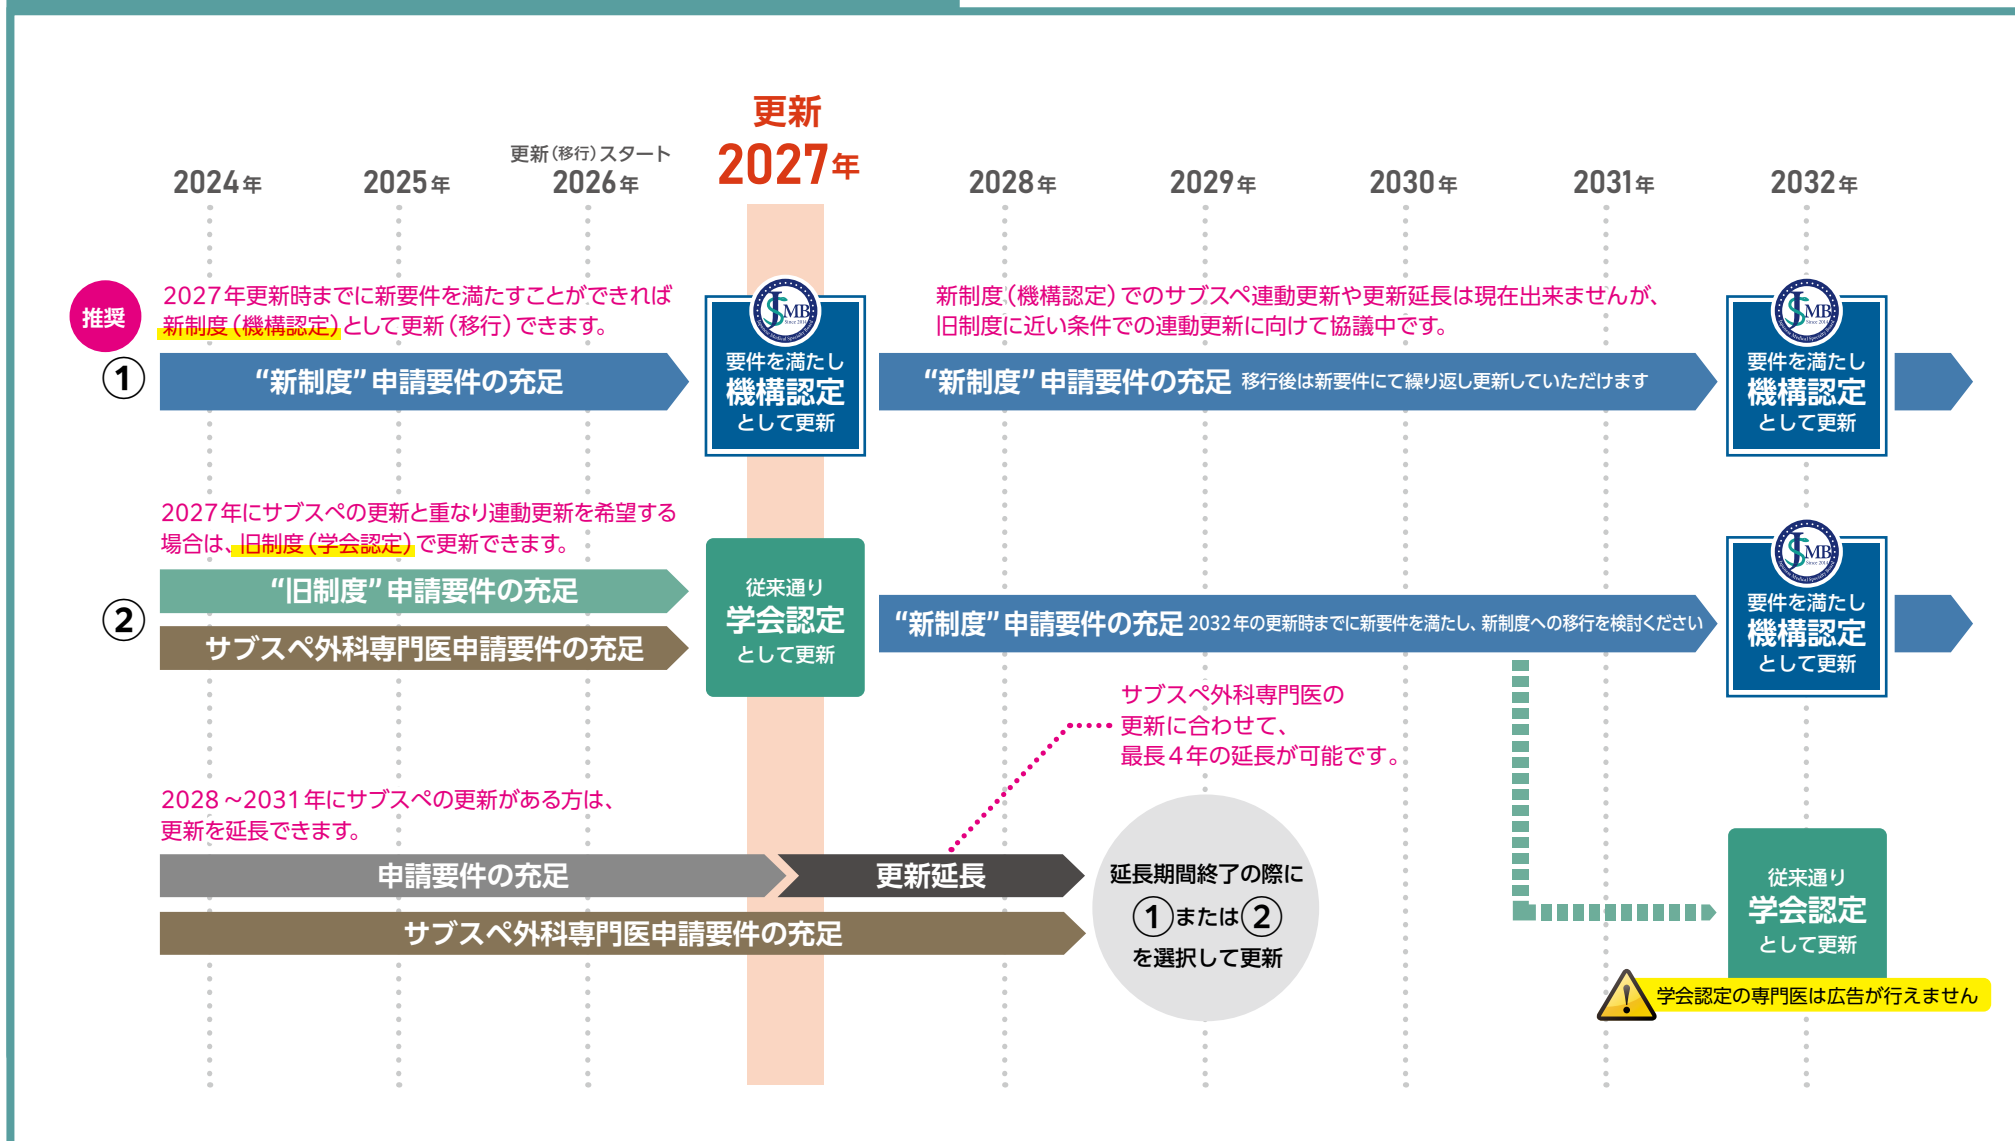 更新
2027年
更新（移行）スタート
2024年
2025年
2026年
2028年
2029年
2030年
2031年
2032年
推奨
2027年更新時までに新要件を満たすことができれば
新制度（機構認定）として更新（移行）できます。
①
“新制度”申請要件の充足
JSMB
Since 2014
要件を満たし
機構認定
として更新
新制度（機構認定）でのサブスペ連動更新や更新延長は現在出来ませんが、
旧制度に近い条件での連動更新に向けて協議中です。
“新制度”申請要件の充足 移行後は新要件にて繰り返し更新していただけます
JSMB
Since 2014
要件を満たし
機構認定
として更新
2027年にサブスペの更新と重なり連動更新を希望する
場合は、旧制度（学会認定）で更新できます。
②
“旧制度”申請要件の充足
サブスペ外科専門医申請要件の充足
従来通り
学会認定
として更新
“新制度”申請要件の充足 2032年の更新時までに新要件を満たし、新制度への移行を検討ください
JSMB
Since 2014
要件を満たし
機構認定
として更新
サブスペ外科専門医の
更新に合わせて、
最長4年の延長が可能です。
2028～2031年にサブスペの更新がある方は、
更新を延長できます。
申請要件の充足
更新延長
サブスペ外科専門医申請要件の充足
延長期間終了の際に
①または②
を選択して更新
従来通り
学会認定
として更新
学会認定の専門医は広告が行えません